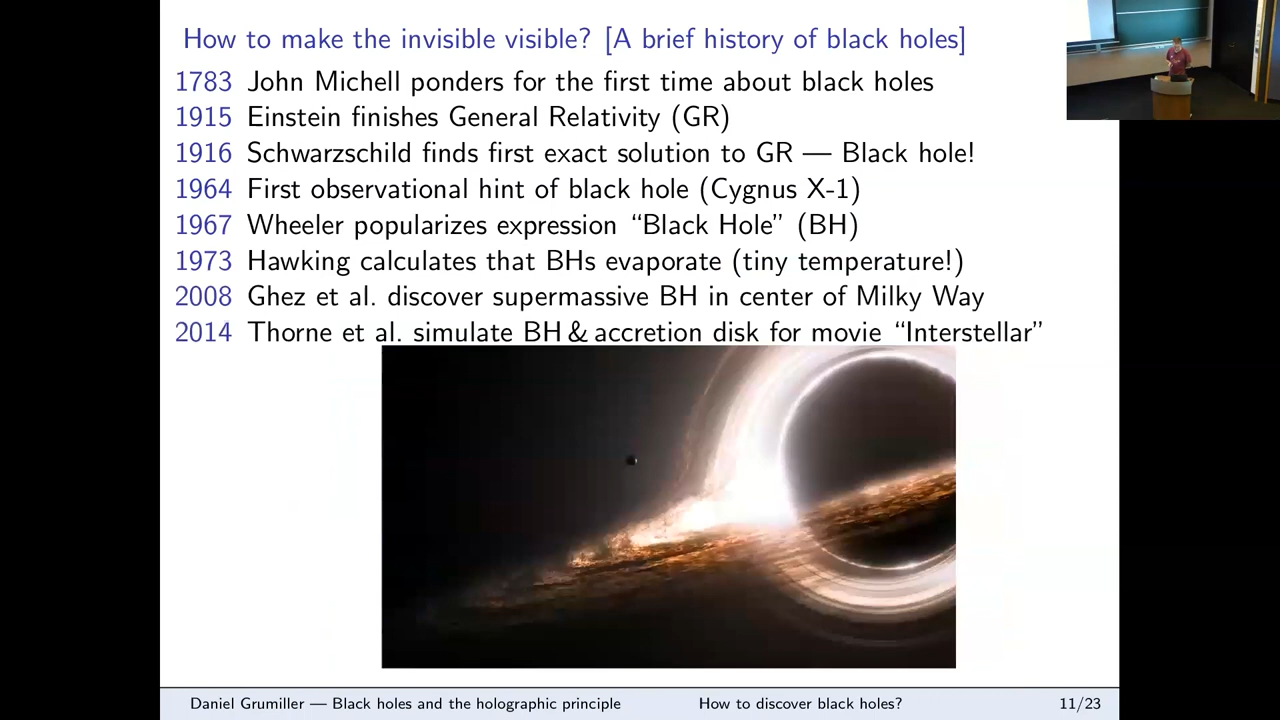 How to make the invisible visible? [A brief history of black holes]
1783 John Michell ponders for the first time about black holes
1915 Einstein finishes General Relativity (GR)
1916 Schwarzschild finds first exact solution to GR — Black hole!
1964 First observational hint of black hole (Cygnus X-1)
1967 Wheeler popularizes expression “Black Hole” (BH)
1973 Hawking calculates that BHs evaporate (tiny temperature!)
2008 Ghez et al. discover supermassive BH in center of Milky Way
2014 Thorne et al. simulate BH & accretion disk for movie “Interstellar”
Daniel Grumiller — Black holes and the holographic principle How to discover black holes? 11/23